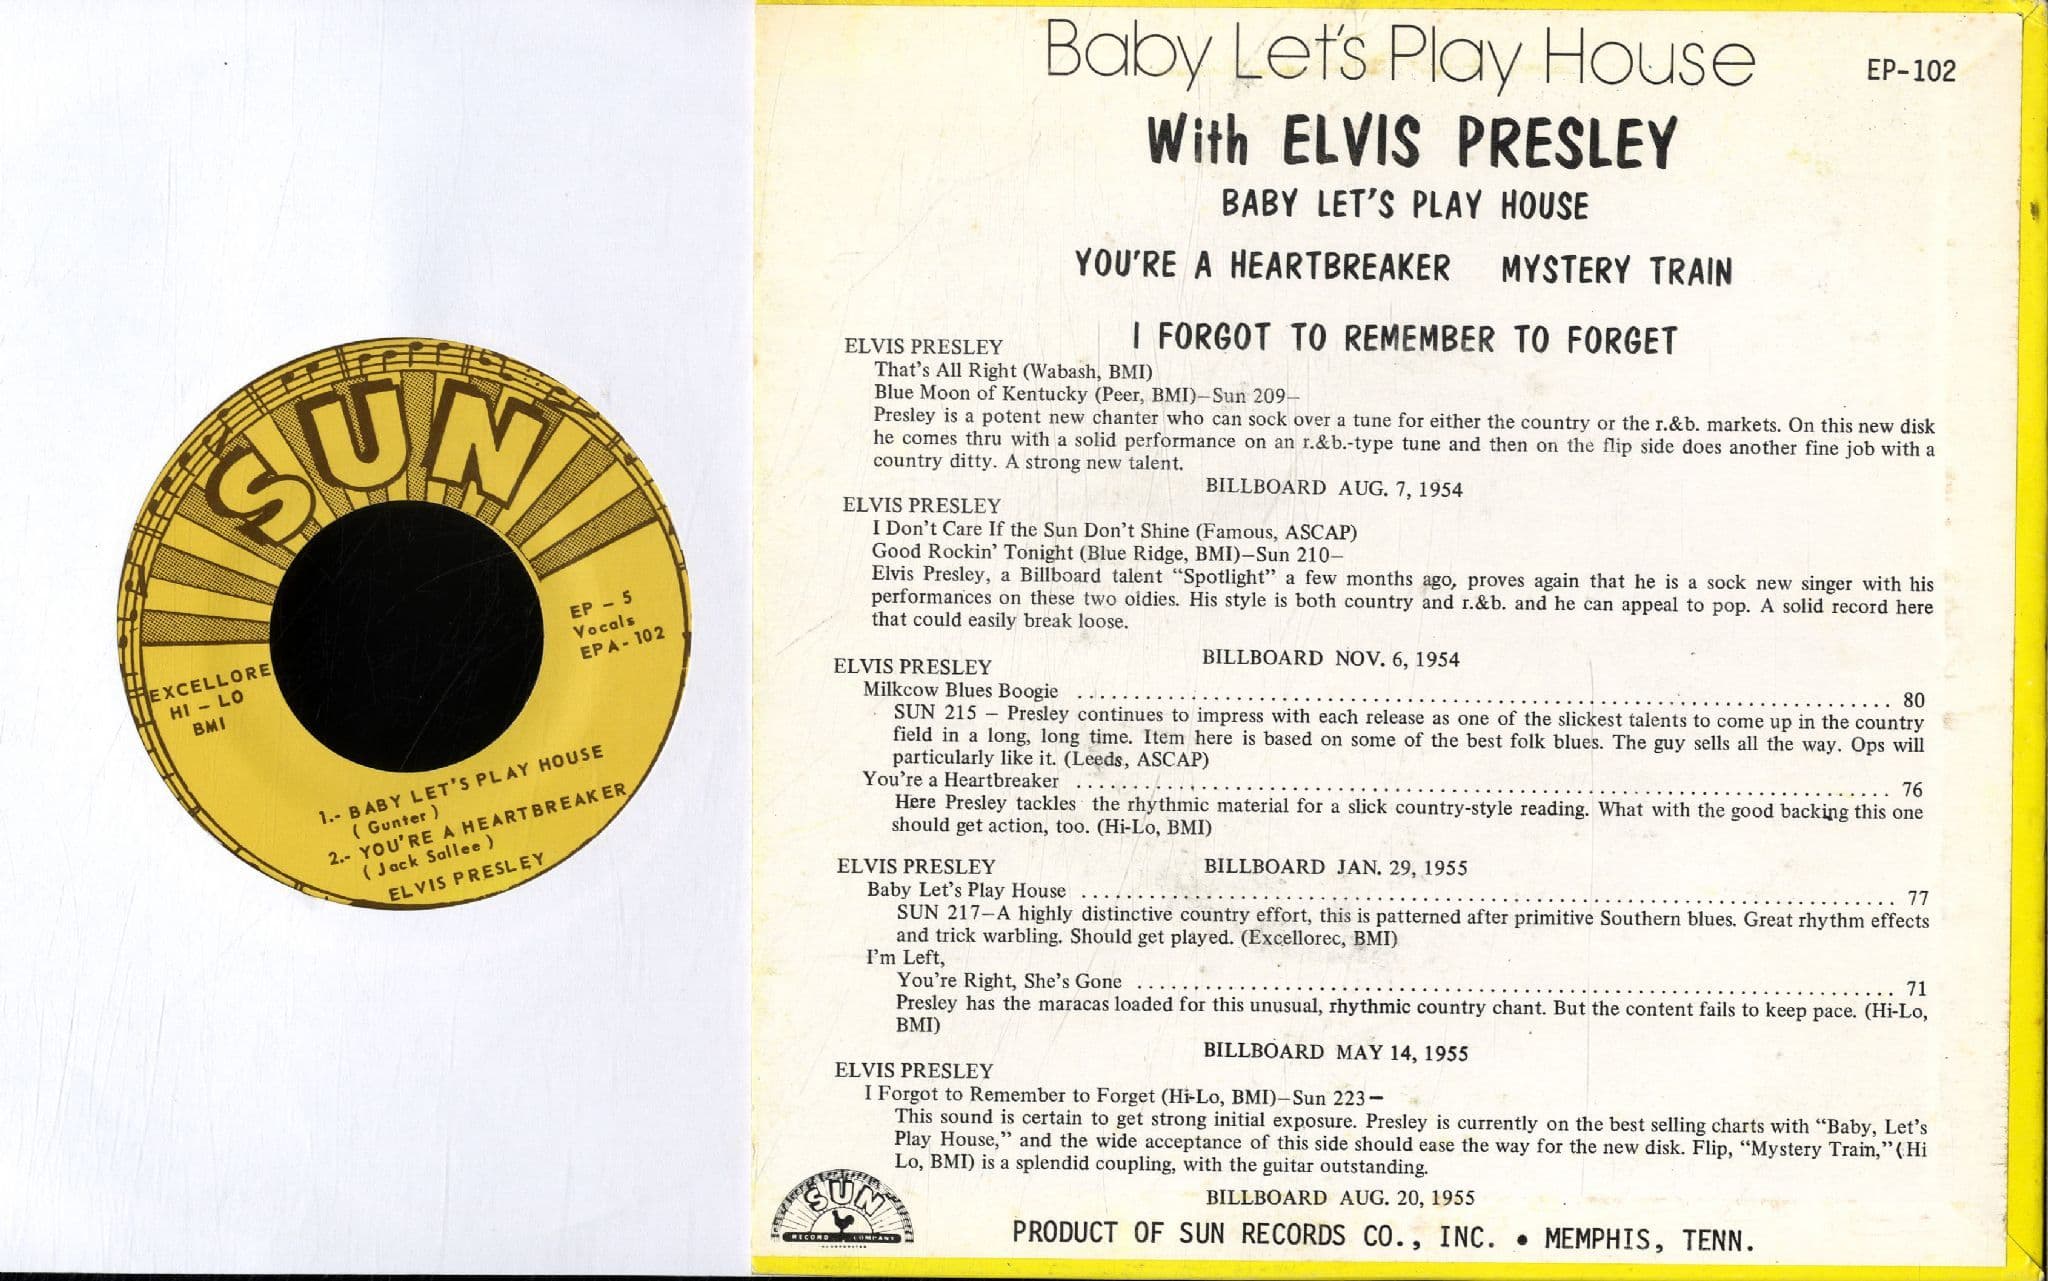 SUN
EP - 5
Vocals
EPA-102
EXCELLORE
HI - LO
BMI
1.- BABY LET'S PLAY HOUSE
( Gunter )
2.- YOU'RE A HEARTBREAKER
( Jack Sallee )
ELVIS PRESLEY
Baby Let's Play House
EP-102
With ELVIS PRESLEY
BABY LET'S PLAY HOUSE
YOU'RE A HEARTBREAKER MYSTERY TRAIN
I FORGOT TO REMEMBER TO FORGET
ELVIS PRESLEY
That's All Right (Wabash, BMI)
Blue Moon of Kentucky (Peer, BMI)—Sun 209—
Presley is a potent new chanter who can sock over a tune for either the country or the r.&b. markets. On this new disk
he comes thru with a solid performance on an r.&b.-type tune and then on the flip side does another fine job with a
country ditty. A strong new talent.
BILLBOARD AUG. 7, 1954
ELVIS PRESLEY
I Don't Care If the Sun Don't Shine (Famous, ASCAP)
Good Rockin' Tonight (Blue Ridge, BMI)—Sun 210—
Elvis Presley, a Billboard talent “Spotlight” a few months ago, proves again that he is a sock new singer with his
performances on these two oldies. His style is both country and r.&b. and he can appeal to pop. A solid record here
that could easily break loose.
BILLBOARD NOV. 6, 1954
ELVIS PRESLEY
Milkcow Blues Boogie ........ 80
SUN 215 — Presley continues to impress with each release as one of the slickest talents to come up in the country
field in a long, long time. Item here is based on some of the best folk blues. The guy sells all the way. Ops will
particularly like it. (Leeds, ASCAP)
You're a Heartbreaker ........ 76
Here Presley tackles the rhythmic material for a slick country-style reading. What with the good backing this one
should get action, too. (Hi-Lo, BMI)
BILLBOARD JAN. 29, 1955
ELVIS PRESLEY
Baby Let's Play House ........ 77
SUN 217—A highly distinctive country effort, this is patterned after primitive Southern blues. Great rhythm effects
and trick warbling. Should get played. (Excellorec, BMI)
I'm Left,
You're Right, She's Gone ........ 71
Presley has the maracas loaded for this unusual, rhythmic country chant. But the content fails to keep pace. (Hi-Lo,
BMI)
BILLBOARD MAY 14, 1955
ELVIS PRESLEY
I Forgot to Remember to Forget (Hi-Lo, BMI)—Sun 223—
This sound is certain to get strong initial exposure. Presley is currently on the best selling charts with “Baby, Let's
Play House,” and the wide acceptance of this side should ease the way for the new disk. Flip, “Mystery Train,” (Hi
Lo, BMI) is a splendid coupling, with the guitar outstanding.
BILLBOARD AUG. 20, 1955
SUN
RECORD COMPANY
PRODUCT OF SUN RECORDS CO., INC. • MEMPHIS, TENN.